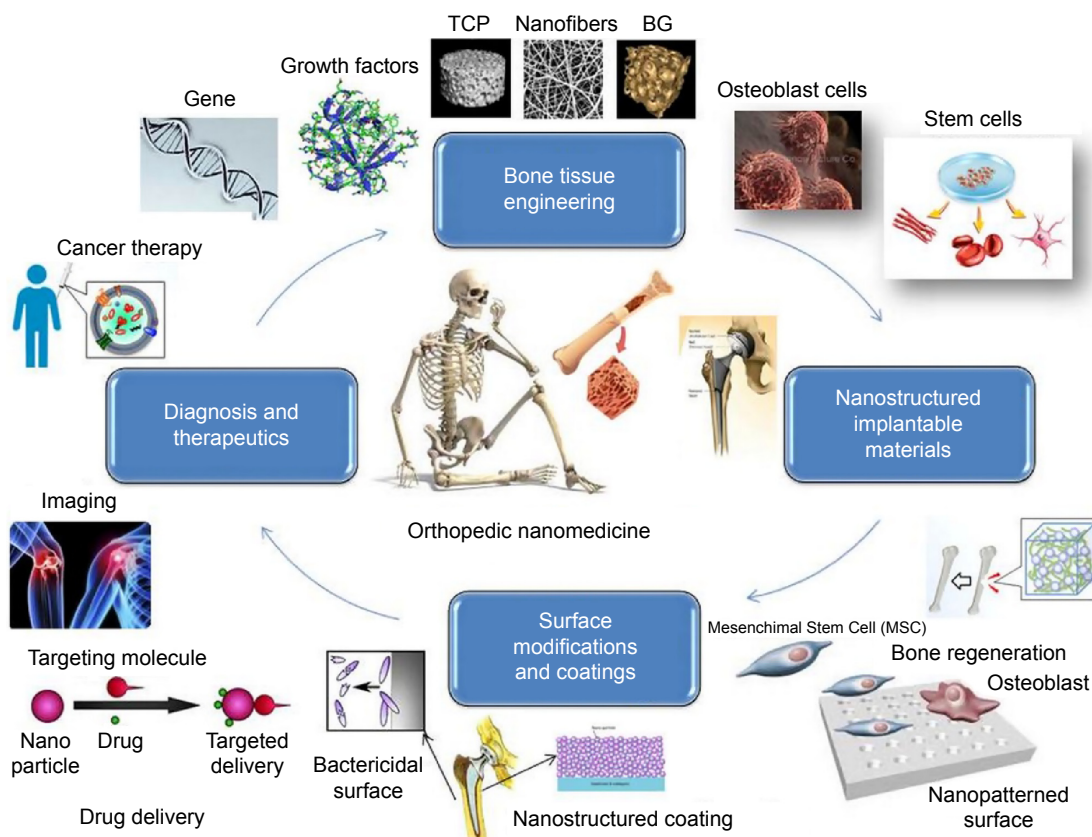 TCP
Nanofibers
BG
Growth factors
Gene
Osteoblast cells
Stem cells
Bone tissue
engineering
Cancer therapy
Diagnosis and
therapeutics
Nanostructured
implantable
materials
Imaging
Orthopedic nanomedicine
Surface
modifications
and coatings
Mesenchimal Stem Cell (MSC)
Bone regeneration
Osteoblast
Targeting molecule
Nano
particle
Drug
Targeted
delivery
Drug delivery
Bactericidal
surface
Nanostructured coating
Nanopatterned
surface